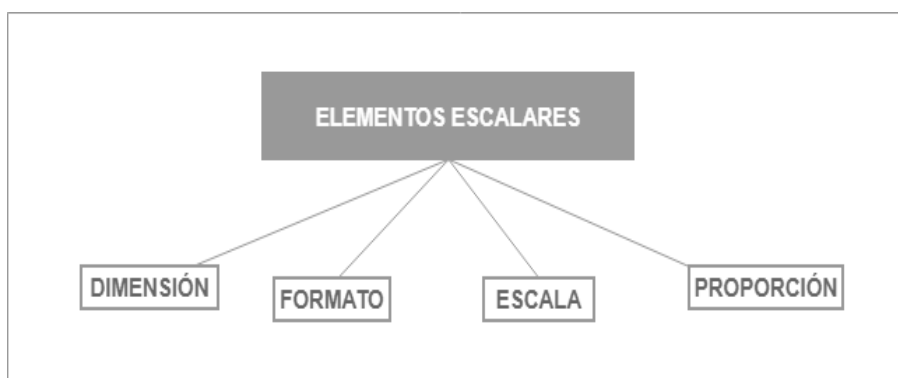 ELEMENTOS ESCALARES
DIMENSIÓN
FORMATO
ESCALA
PROPORCIÓN